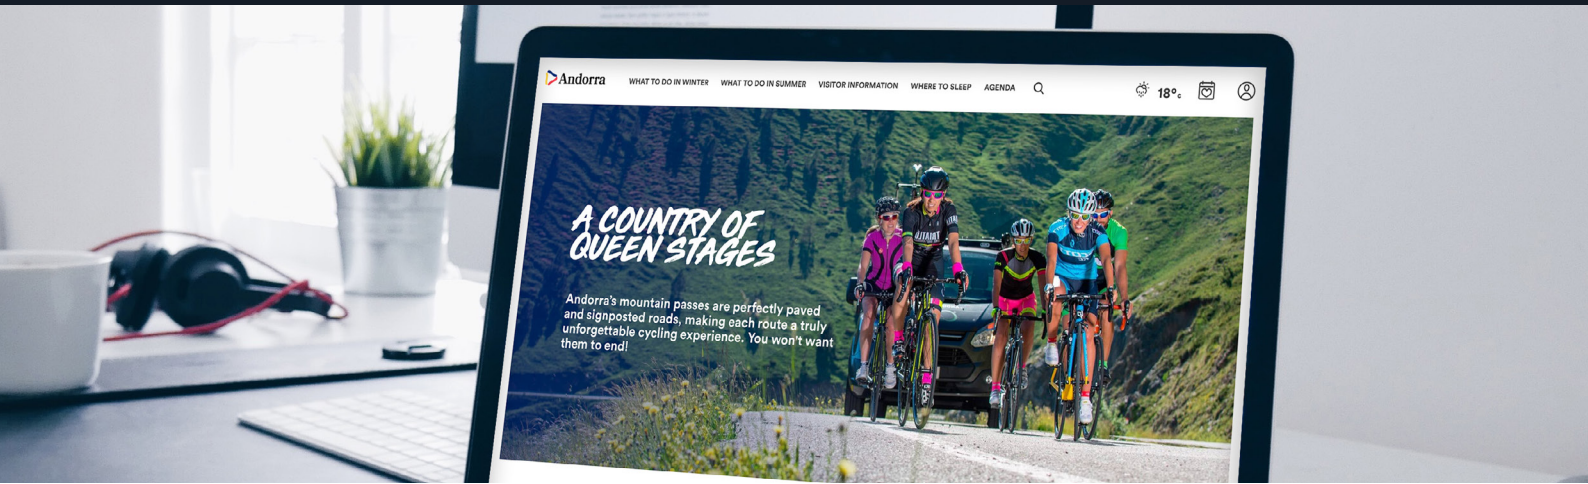 Andorra
WHAT TO DO IN WINTER
WHAT TO DO IN SUMMER
VISITOR INFORMATION
WHERE TO SLEEP
AGENDA
18°c
A COUNTRY OF
QUEEN STAGES
Andorra's mountain passes are perfectly paved
and signposted roads, making each route a truly
unforgettable cycling experience. You won't want
them to end!